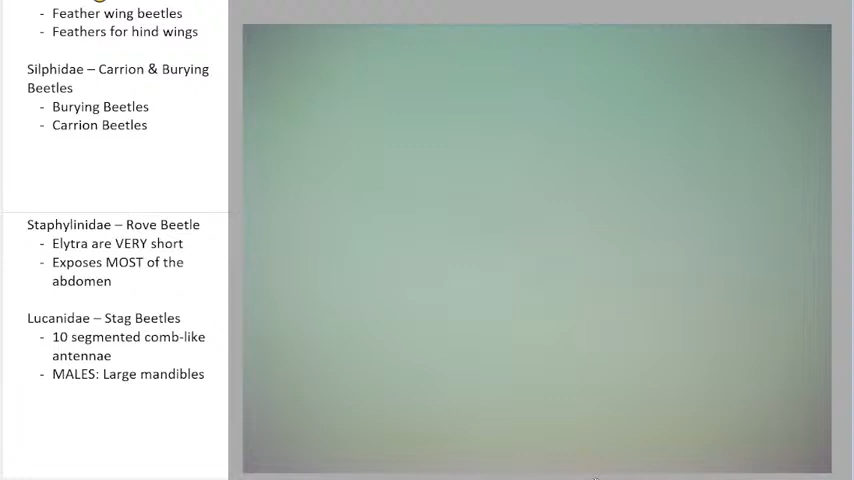 - Feather wing beetles
- Feathers for hind wings
Silphidae – Carrion & Burying
Beetles
- Burying Beetles
- Carrion Beetles
Staphylinidae – Rove Beetle
- Elytra are VERY short
- Exposes MOST of the
abdomen
Lucanidae – Stag Beetles
- 10 segmented comb-like
antennae
- MALES: Large mandibles